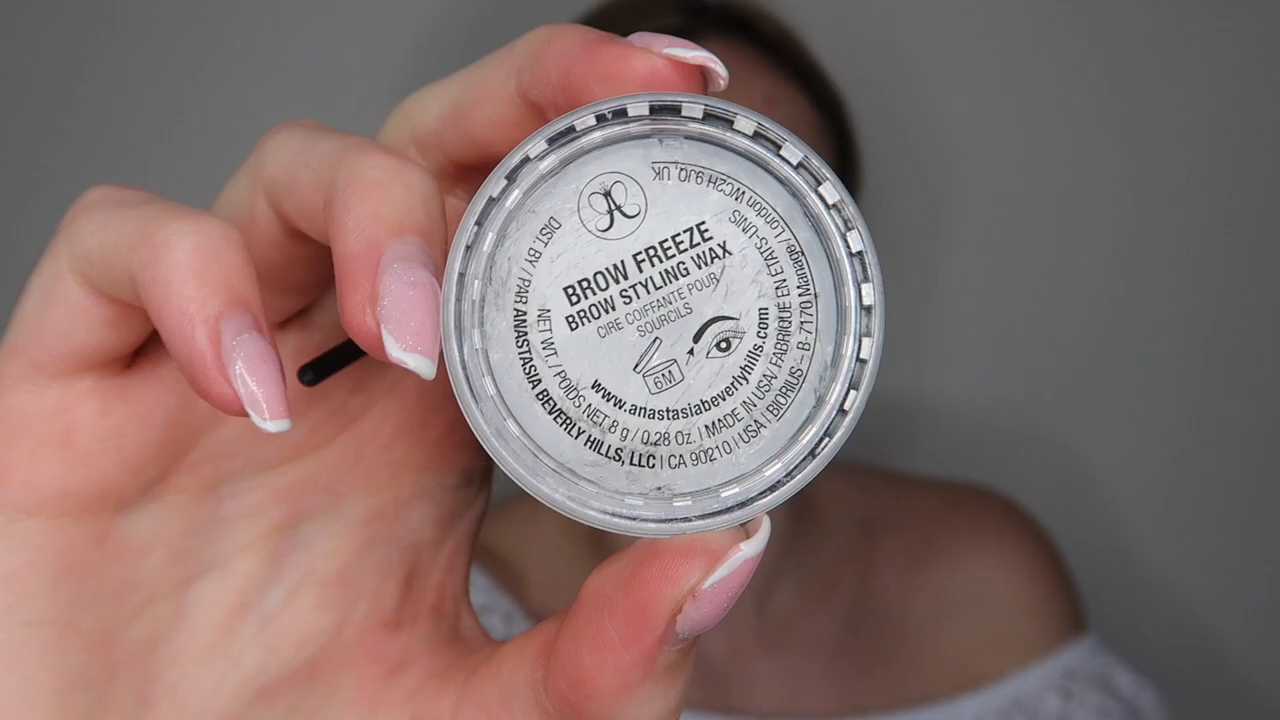 BROW FREEZE
BROW STYLING WAX
CIRE COIFFANTE POUR
SOURCILS
6M
www.anastasiabeverlyhills.com
NET WT. / POIDS NET 8 g / 0.28 Oz. | MADE IN USA/ FABRIQUÉ EN ÉTATS-UNIS
DIST. BY / PAR ANASTASIA BEVERLY HILLS, LLC | CA 90210 | USA | BIORIUS – B-7170 Manage / London WC2H 9JQ, UK